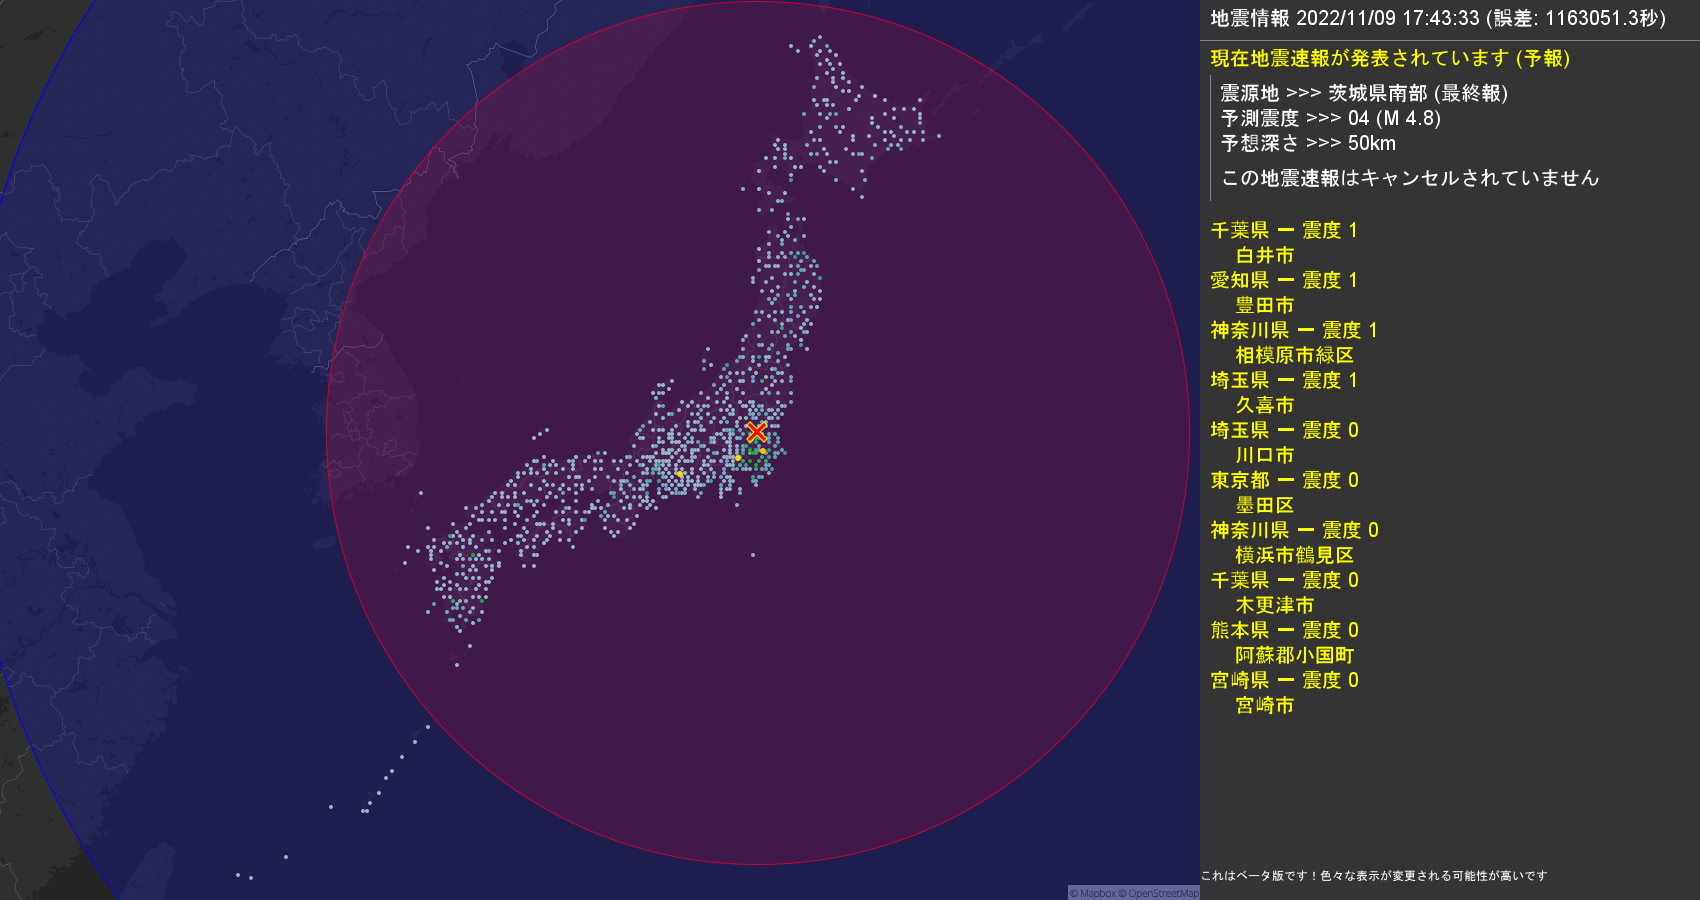 地震情報 2022/11/09 17:43:33 (誤差: 1163051.3秒)
現在地震速報が発表されています (予報)
震源地 >>> 茨城県南部 (最終報)
予測震度 >>> 04 (M 4.8)
予想深さ >>> 50km
この地震速報はキャンセルされていません
千葉県 ー 震度 1
白井市
愛知県 ー 震度 1
豊田市
神奈川県 ー 震度 1
相模原市緑区
埼玉県 ー 震度 1
久喜市
埼玉県 ー 震度 0
川口市
東京都 ー 震度 0
墨田区
神奈川県 ー 震度 0
横浜市鶴見区
千葉県 ー 震度 0
木更津市
熊本県 ー 震度 0
阿蘇郡小国町
宮崎県 ー 震度 0
宮崎市
これはベータ版です！色々な表示が変更される可能性が高いです
© Mapbox © OpenStreetMap